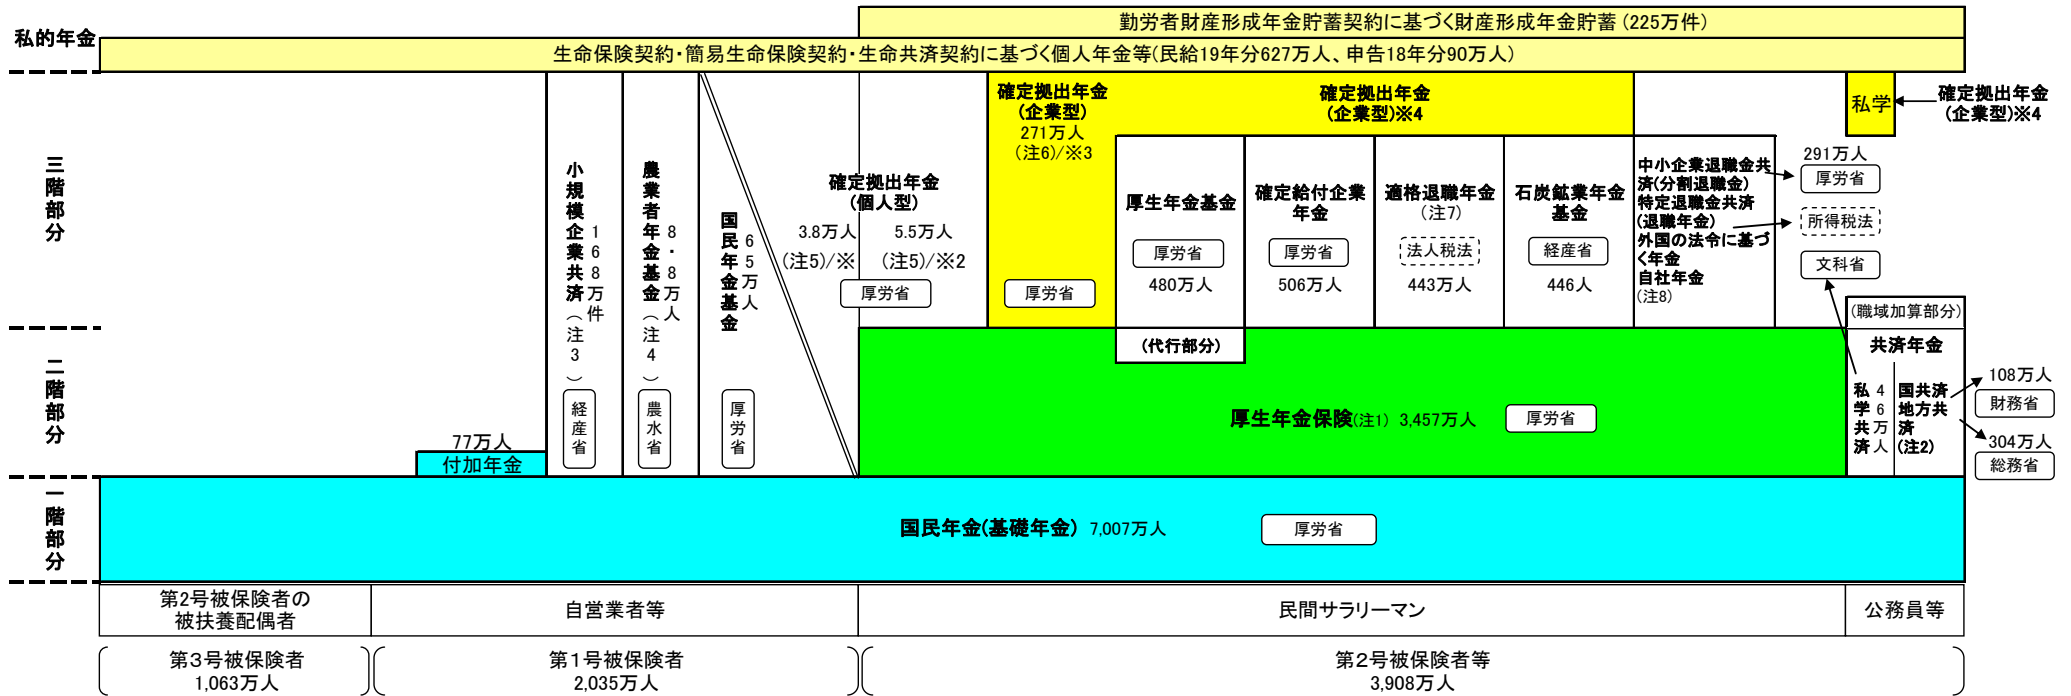 勤労者財産形成年金貯蓄契約に基づく財産形成年金貯蓄 (225万件)
私的年金
生命保険契約・簡易生命保険契約・生命共済契約に基づく個人年金等(民給19年分627万人、申告18年分90万人)
三階部分
小規模企業共済(注3)
168万件
経産省
農業者年金基金(注4)
8.8万人
農水省
国民年金基金
65万人
厚労省
確定拠出年金
(個人型)
3.8万人
(注5)/※
5.5万人
(注5)/※2
厚労省
確定拠出年金
(企業型)
271万人
(注6)/※3
厚労省
確定拠出年金
(企業型)※4
厚生年金基金
厚労省
480万人
確定給付企業
年金
厚労省
506万人
適格退職年金
(注7)
法人税法
443万人
石炭鉱業年金
基金
経産省
446人
中小企業退職金共
済(分割退職金)
特定退職金共済
(退職年金)
外国の法令に基づ
く年金
自社年金
(注8)
291万人
厚労省
所得税法
文科省
私学
確定拠出年金
(企業型)※4
(職域加算部分)
二階部分
77万人
付加年金
(代行部分)
厚生年金保険(注1) 3,457万人
厚労省
共済年金
私学共済
46万人
国共済
地方共
済
(注2)
108万人
財務省
304万人
総務省
一階部分
国民年金(基礎年金) 7,007万人
厚労省
第2号被保険者の
被扶養配偶者
自営業者等
民間サラリーマン
公務員等
第3号被保険者
1,063万人
第1号被保険者
2,035万人
第2号被保険者等
3,908万人